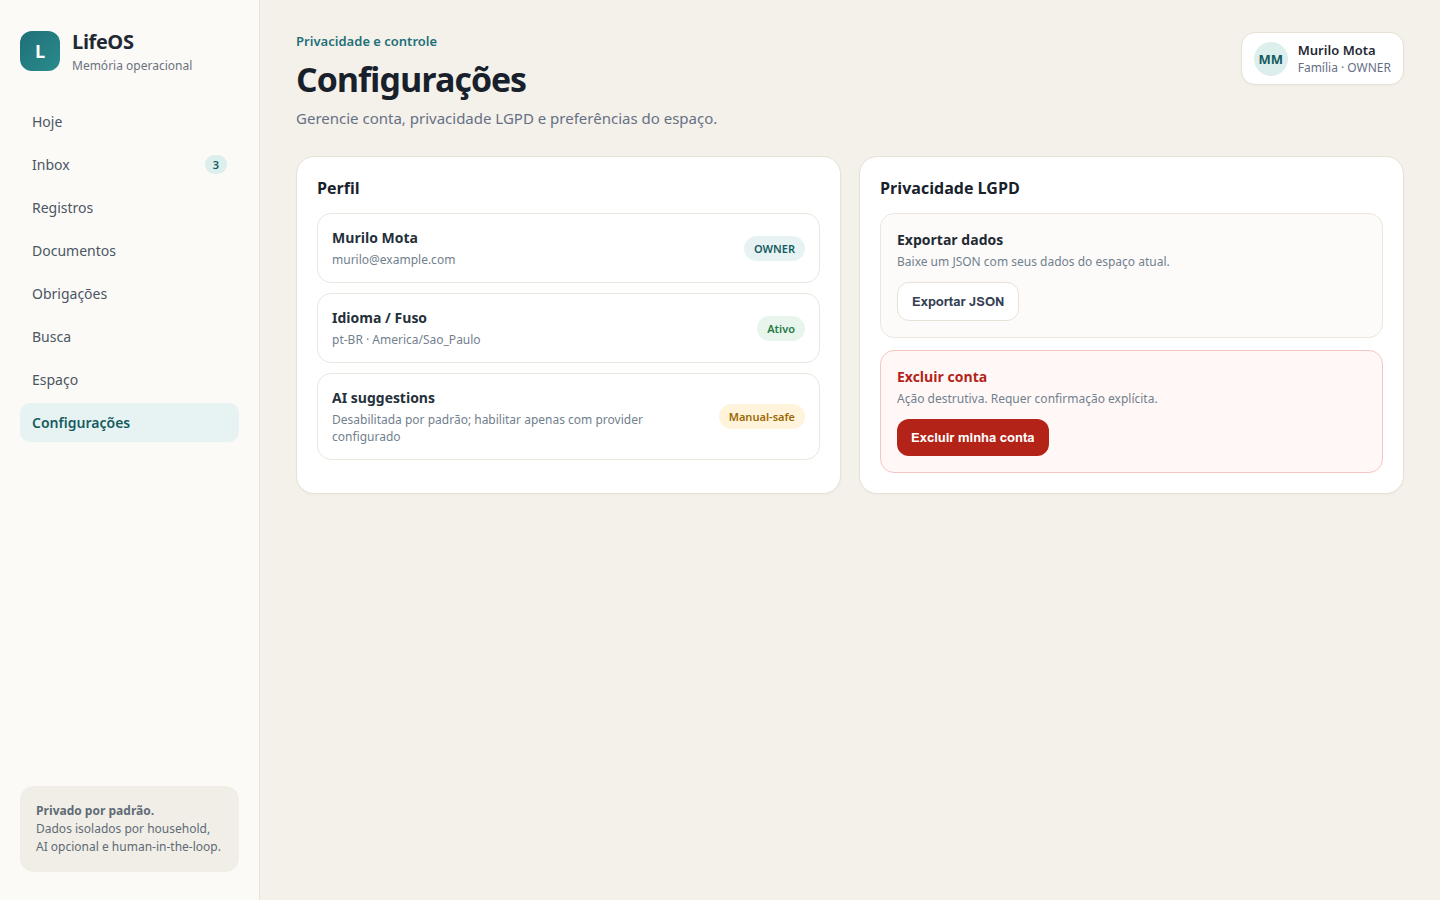 L
LifeOS
Memória operacional
Hoje
Inbox
3
Registros
Documentos
Obrigações
Busca
Espaço
Configurações
Privado por padrão.
Dados isolados por household,
AI opcional e human-in-the-loop.
Privacidade e controle
Configurações
Gerencie conta, privacidade LGPD e preferências do espaço.
MM
Murilo Mota
Família · OWNER
Perfil
Murilo Mota
murilo@example.com
OWNER
Idioma / Fuso
pt-BR · America/Sao_Paulo
Ativo
AI suggestions
Desabilitada por padrão; habilitar apenas com provider
configurado
Manual-safe
Privacidade LGPD
Exportar dados
Baixe um JSON com seus dados do espaço atual.
Exportar JSON
Excluir conta
Ação destrutiva. Requer confirmação explícita.
Excluir minha conta